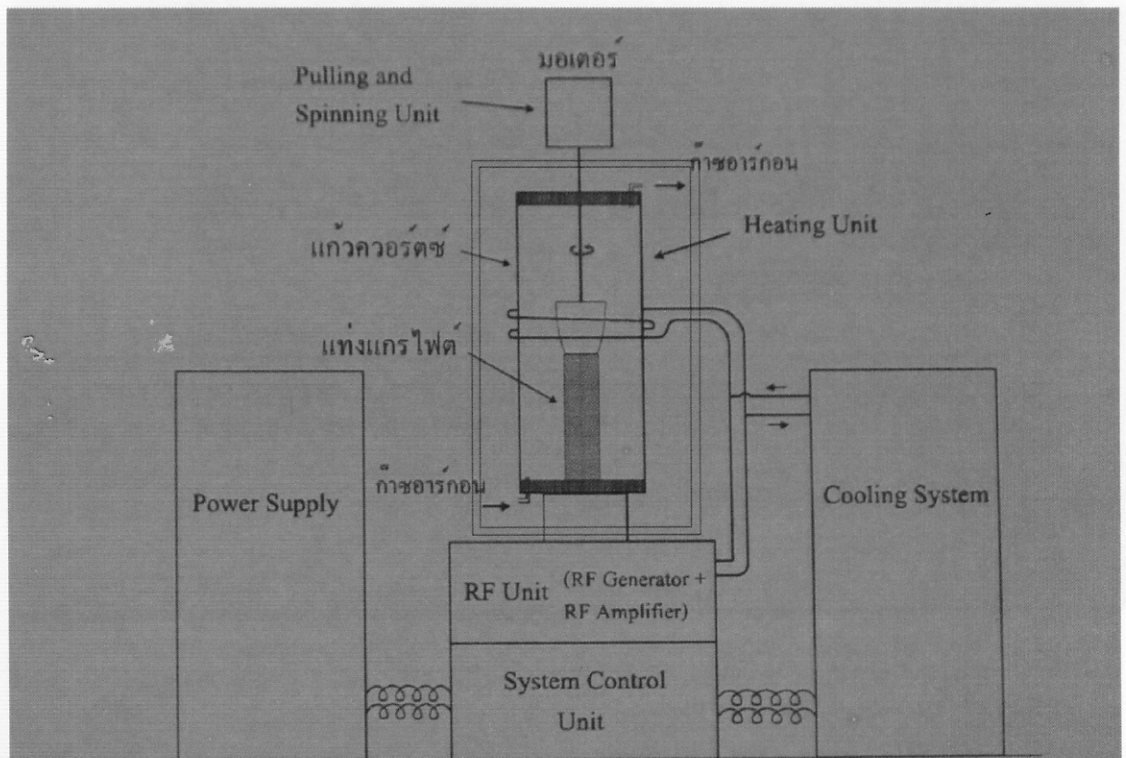 มอเตอร์
Pulling and
Spinning Unit
ก๊าซอาร์กอน
แก้วควอร์ตซ์
Heating Unit
แท่งแกรไฟต์
ก๊าซอาร์กอน
Power Supply
Cooling System
RF Unit (RF Generator +
RF Amplifier)
System Control
Unit